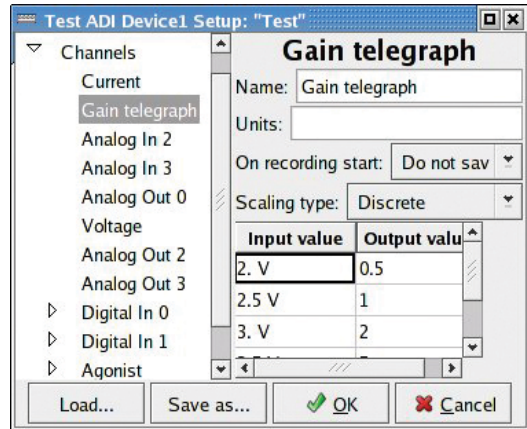 Test ADI Device1 Setup: "Test"
Channels
Current
Gain telegraph
Analog In 2
Analog In 3
Analog Out 0
Voltage
Analog Out 2
Analog Out 3
Digital In 0
Digital In 1
Agonist
Gain telegraph
Name: Gain telegraph
Units:
On recording start: Do not sav
Scaling type: Discrete
Input value Output valu
2. V 0.5
2.5 V 1
3. V 2
Load... Save as... OK Cancel